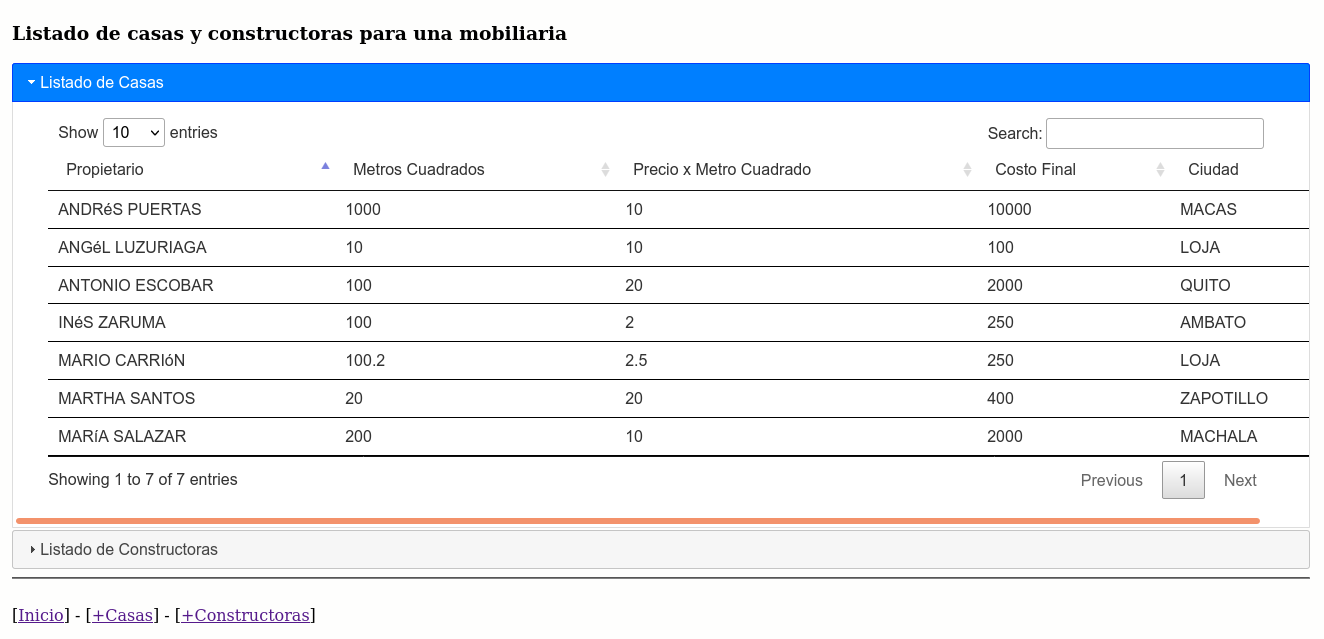 Listado de casas y constructoras para una mobiliaria
Listado de Casas
Show 10 entries Search:
Propietario Metros Cuadrados Precio x Metro Cuadrado Costo Final Ciudad
ANDRéS PUERTAS 1000 10 10000 MACAS
ANGéL LUZURIAGA 10 10 100 LOJA
ANTONIO ESCOBAR 100 20 2000 QUITO
INéS ZARUMA 100 2 250 AMBATO
MARIO CARRIóN 100.2 2.5 250 LOJA
MARTHA SANTOS 20 20 400 ZAPOTILLO
MARíA SALAZAR 200 10 2000 MACHALA
Showing 1 to 7 of 7 entries Previous 1 Next
Listado de Constructoras
[Inicio] - [+Casas] - [+Constructoras]